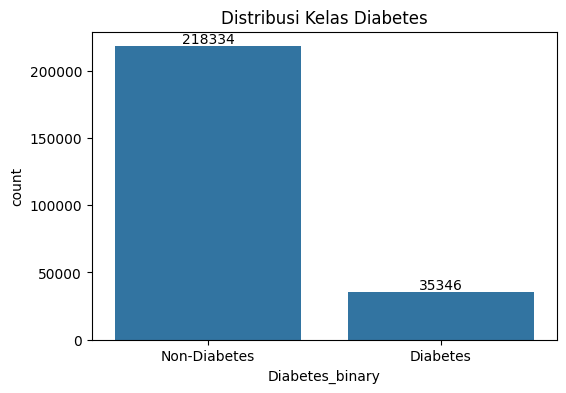 Distribusi Kelas Diabetes
218334
200000
150000
count
100000
50000
35346
0
Non-Diabetes
Diabetes
Diabetes_binary